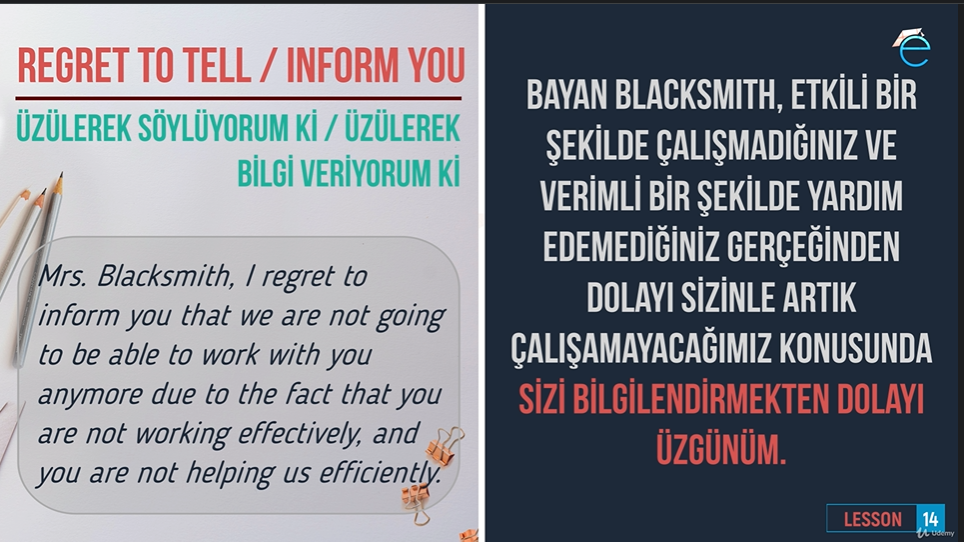 REGRET TO TELL / INFORM YOU
ÜZÜLEREK SÖYLÜYORUM Kİ / ÜZÜLEREK
BİLGİ VERİYORUM Kİ
Mrs. Blacksmith, I regret to
inform you that we are not going
to be able to work with you
anymore due to the fact that you
are not working effectively, and
you are not helping us efficiently.
BAYAN BLACKSMITH, ETKİLİ BİR
ŞEKİLDE ÇALIŞMADIĞINIZ VE
VERİMLİ BİR ŞEKİLDE YARDIM
EDEMEDİĞİNİZ GERÇEĞİNDEN
DOLAYI SİZİNLE ARTIK
ÇALIŞAMAYACAĞIMIZ KONUSUNDA
SİZİ BİLGİLENDİRMEKTEN DOLAYI
ÜZGÜNÜM.
LESSON 14
Udemy